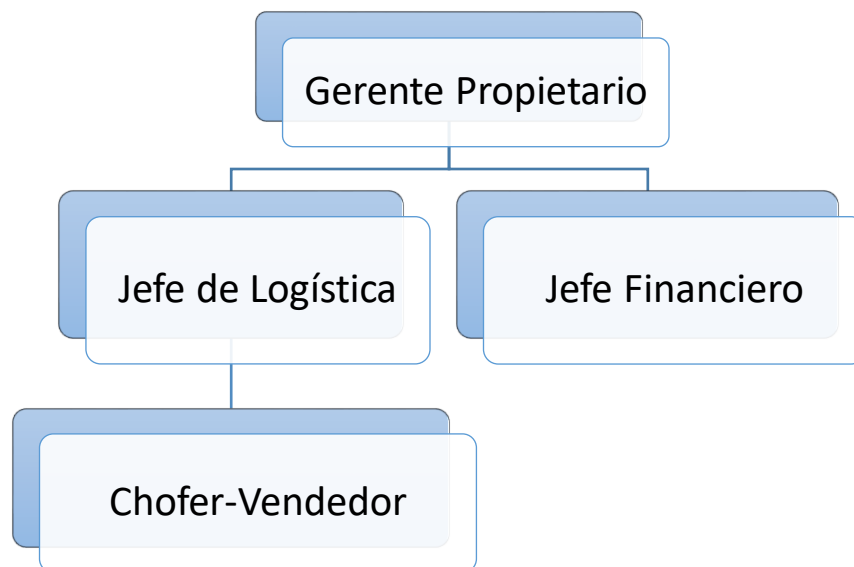 Gerente Propietario
Jefe de Logística
Jefe Financiero
Chofer-Vendedor